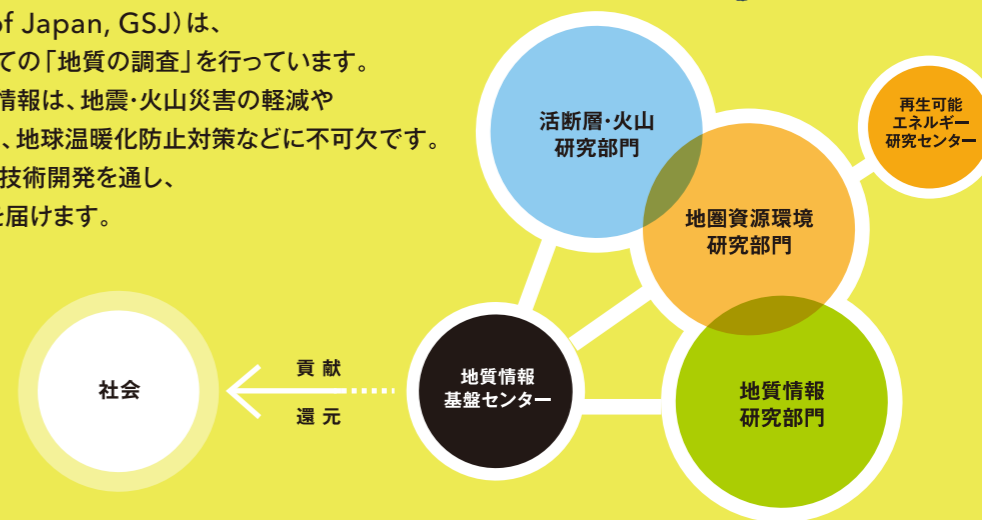 of Japan, GSJ)は、
ての「地質の調査」を行っています。
情報は、地震・火山災害の軽減や
、地球温暖化防止対策などに不可欠です。
技術開発を通し、
を届けます。
活断層・火山
研究部門
再生可能
エネルギー
研究センター
地圏資源環境
研究部門
社会
貢献
還元
地質情報
基盤センター
地質情報
研究部門